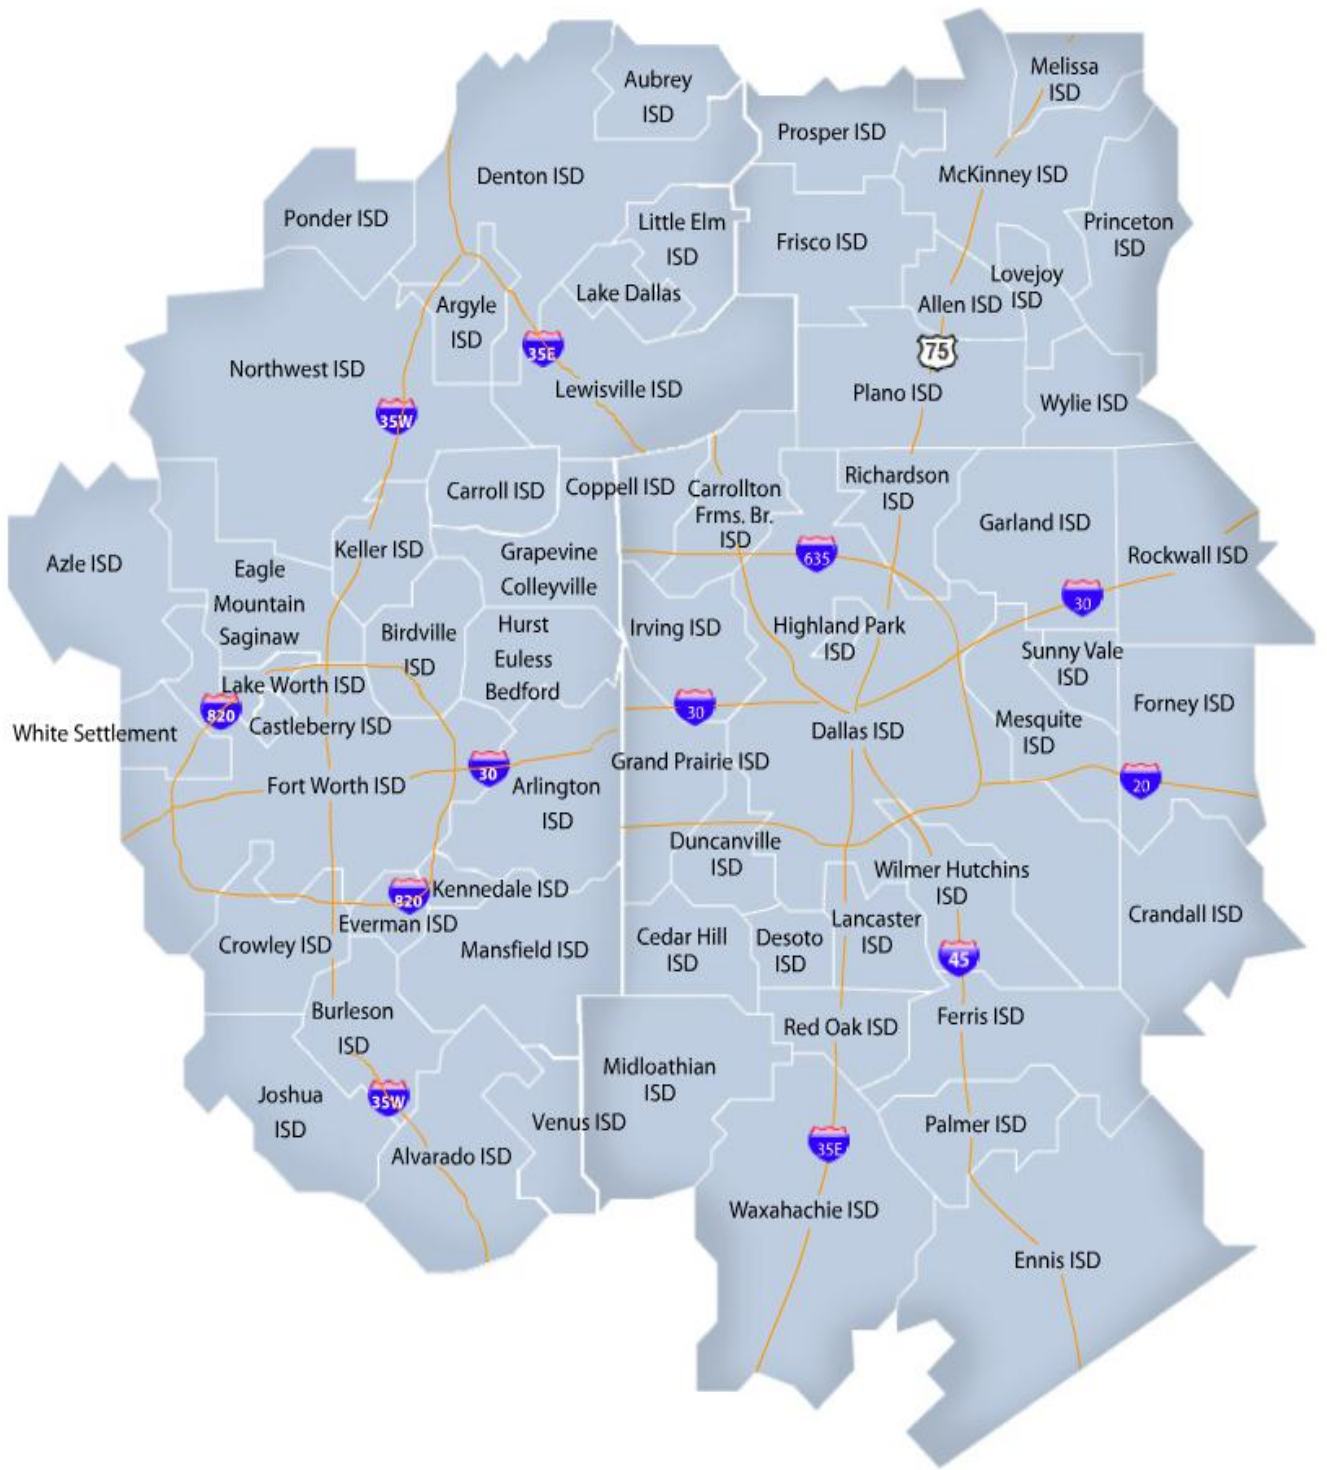 Melissa
ISD
Aubrey
ISD
Prosper ISD
Denton ISD
McKinney ISD
Ponder ISD
Little Elm
ISD
Frisco ISD
Princeton
ISD
Lovejoy
ISD
Lake Dallas
Argyle
ISD
Allen ISD
35E
75
Northwest ISD
Lewisville ISD
Plano ISD
Wylie ISD
35W
Carroll ISD
Coppell ISD
Carrollton
Frms. Br.
ISD
Richardson
ISD
Garland ISD
Azle ISD
Eagle
Mountain
Saginaw
Keller ISD
Grapevine
Colleyville
635
Rockwall ISD
30
Birdville
ISD
Hurst
Euless
Bedford
Irving ISD
Highland Park
ISD
Sunny Vale
ISD
Lake Worth ISD
820
30
Forney ISD
White Settlement
Castleberry ISD
Dallas ISD
Mesquite
ISD
30
Grand Prairie ISD
Fort Worth ISD
Arlington
ISD
20
Duncanville
ISD
Wilmer Hutchins
ISD
820
Kennedale ISD
Everman ISD
Crowley ISD
Mansfield ISD
Cedar Hill
ISD
Desoto
ISD
Lancaster
ISD
Crandall ISD
45
Burleson
ISD
Red Oak ISD
Ferris ISD
Midloathian
ISD
Joshua
ISD
35W
Venus ISD
Palmer ISD
35E
Alvarado ISD
Waxahachie ISD
Ennis ISD